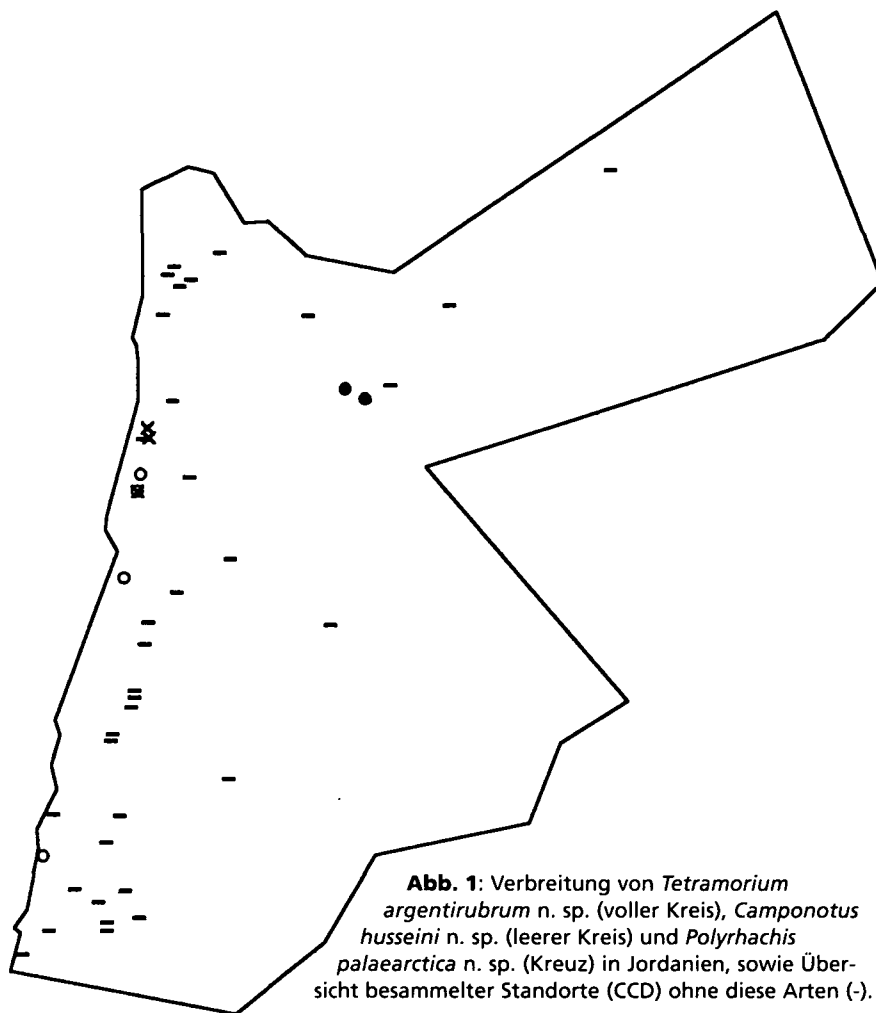 Abb. 1: Verbreitung von Tetramorium
argentirubrum n. sp. (voller Kreis), Camponotus
husseini n. sp. (leerer Kreis) und Polyrhachis
palaearctica n. sp. (Kreuz) in Jordanien, sowie Über-
sicht besammelter Standorte (CCD) ohne diese Arten (-).